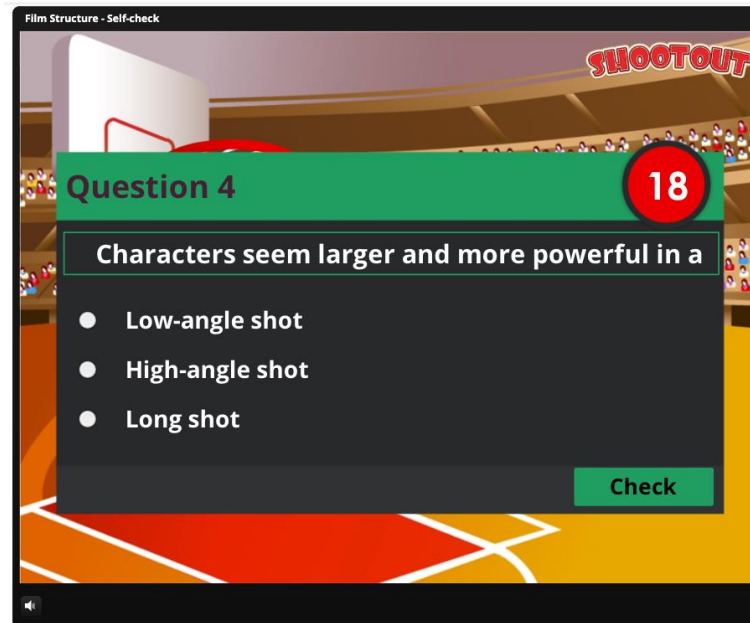 Film Structure - Self-check
SHOOTOUT
Question 4
18
Characters seem larger and more powerful in a
Low-angle shot
High-angle shot
Long shot
Check